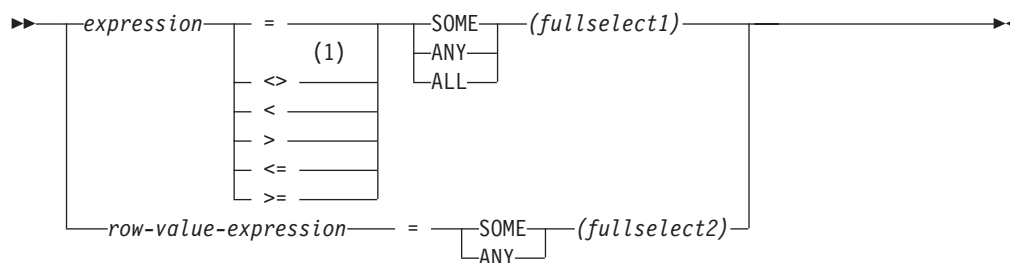 expression = SOME (fullselect1)
(1) ANY
<> ALL
<
>
<=
>=
row-value-expression = SOME (fullselect2)
ANY